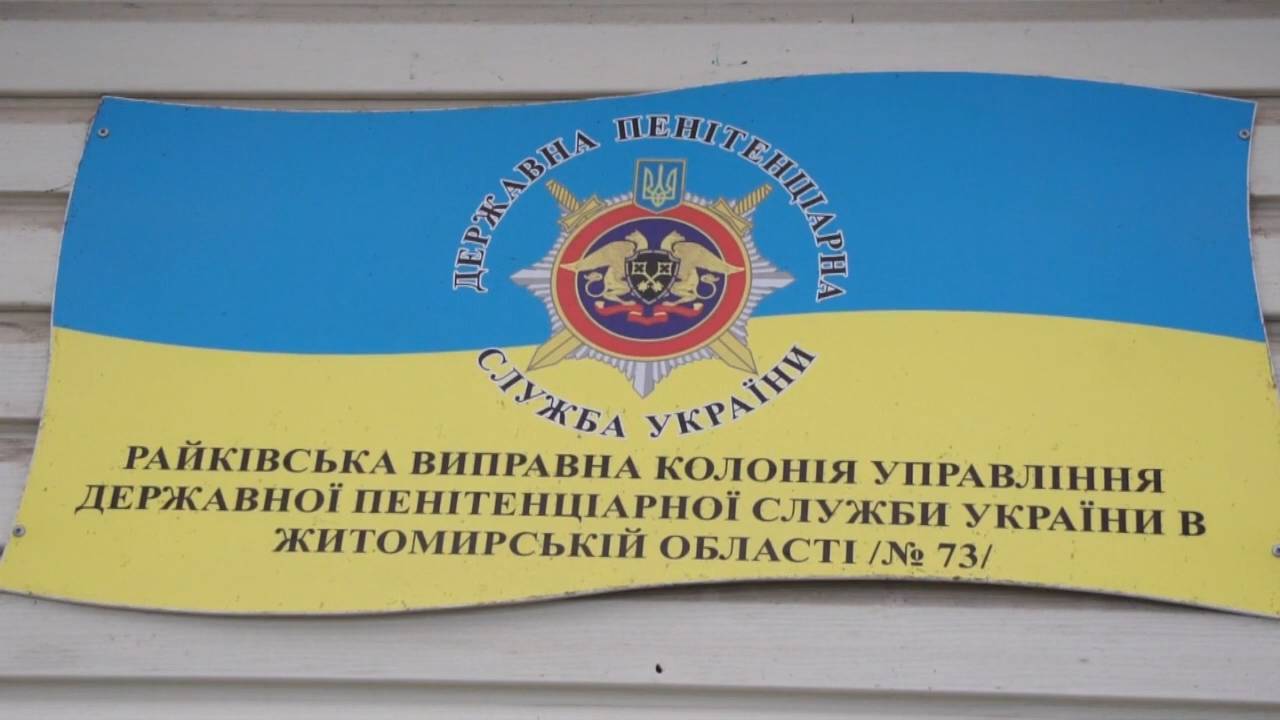 ДЕРЖАВНА ПЕНІТЕНЦІАРНА
СЛУЖБА УКРАЇНИ
РАЙКІВСЬКА ВИПРАВНА КОЛОНІЯ УПРАВЛІННЯ
ДЕРЖАВНОЇ ПЕНІТЕНЦІАРНОЇ СЛУЖБИ УКРАЇНИ В
ЖИТОМИРСЬКІЙ ОБЛАСТІ /№ 73/